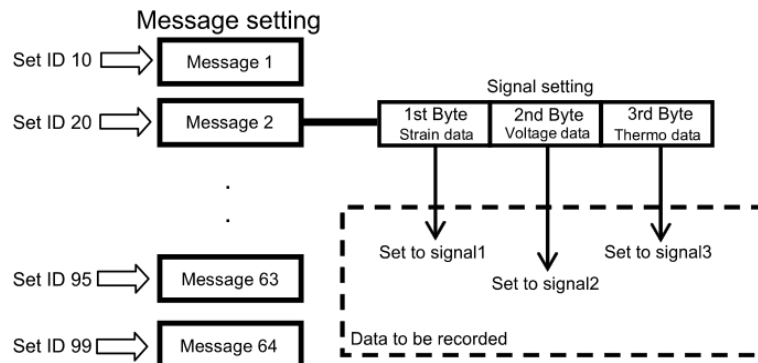 Message setting
Set ID 10
Message 1
Signal setting
Set ID 20
Message 2
1st Byte
Strain data
2nd Byte
Voltage data
3rd Byte
Thermo data
.
.
Set to signal1
Set to signal3
Set to signal2
Set ID 95
Message 63
Data to be recorded
Set ID 99
Message 64